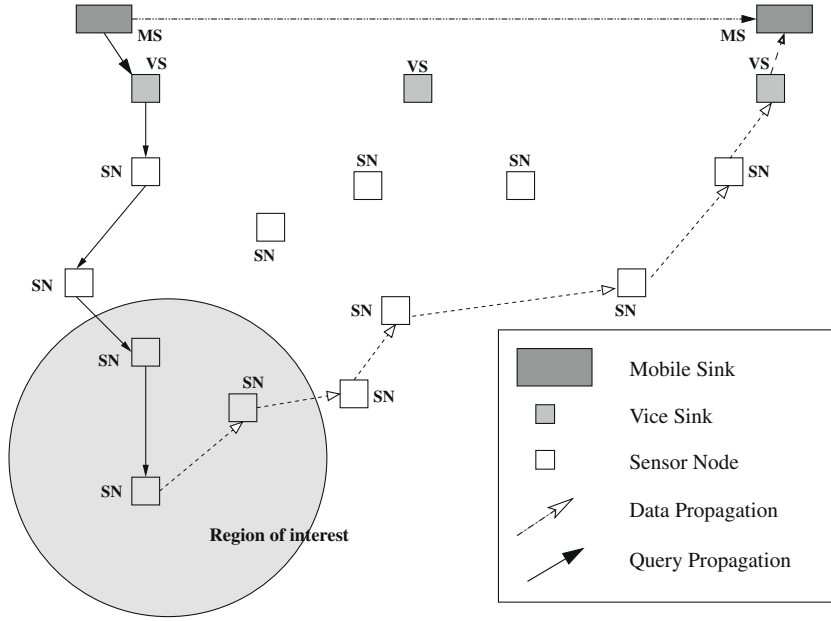 MS
MS
VS
VS
VS
SN
SN
SN
SN
SN
SN
SN
SN
SN
SN
SN
SN
SN
Region of interest
Mobile Sink
Vice Sink
Sensor Node
Data Propagation
Query Propagation